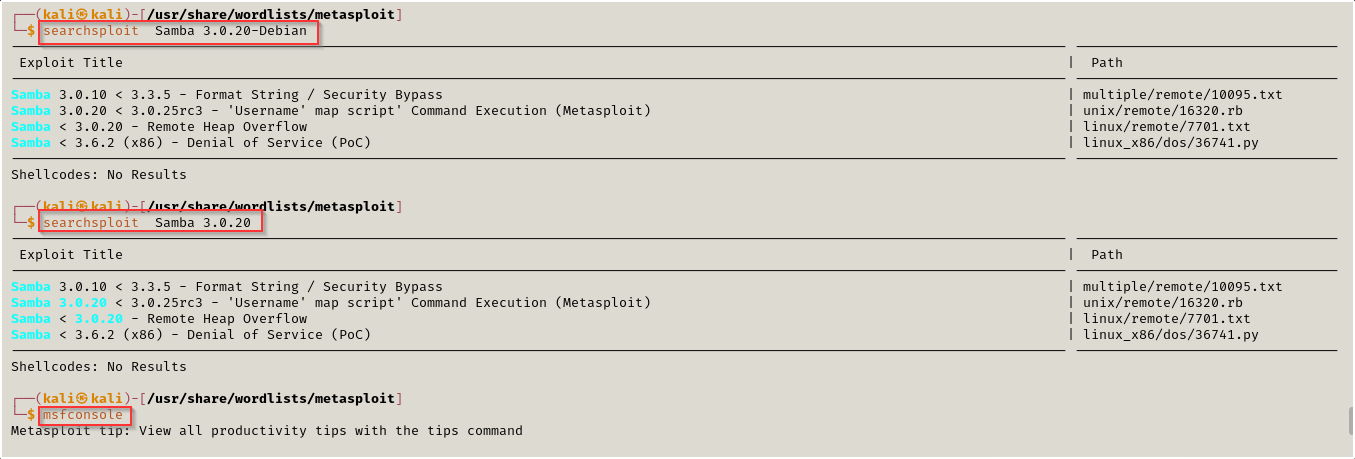 ┌──(kali㉿kali)-[/usr/share/wordlists/metasploit]
└─$ searchsploit  Samba 3.0.20-Debian
Exploit Title | Path
Samba 3.0.10 < 3.3.5 - Format String / Security Bypass | multiple/remote/10095.txt
Samba 3.0.20 < 3.0.25rc3 - 'Username' map script' Command Execution (Metasploit) | unix/remote/16320.rb
Samba < 3.0.20 - Remote Heap Overflow | linux/remote/7701.txt
Samba < 3.6.2 (x86) - Denial of Service (PoC) | linux_x86/dos/36741.py
Shellcodes: No Results
┌──(kali㉿kali)-[/usr/share/wordlists/metasploit]
└─$ searchsploit  Samba 3.0.20
Exploit Title | Path
Samba 3.0.10 < 3.3.5 - Format String / Security Bypass | multiple/remote/10095.txt
Samba 3.0.20 < 3.0.25rc3 - 'Username' map script' Command Execution (Metasploit) | unix/remote/16320.rb
Samba < 3.0.20 - Remote Heap Overflow | linux/remote/7701.txt
Samba < 3.6.2 (x86) - Denial of Service (PoC) | linux_x86/dos/36741.py
Shellcodes: No Results
┌──(kali㉿kali)-[/usr/share/wordlists/metasploit]
└─$ msfconsole
Metasploit tip: View all productivity tips with the tips command